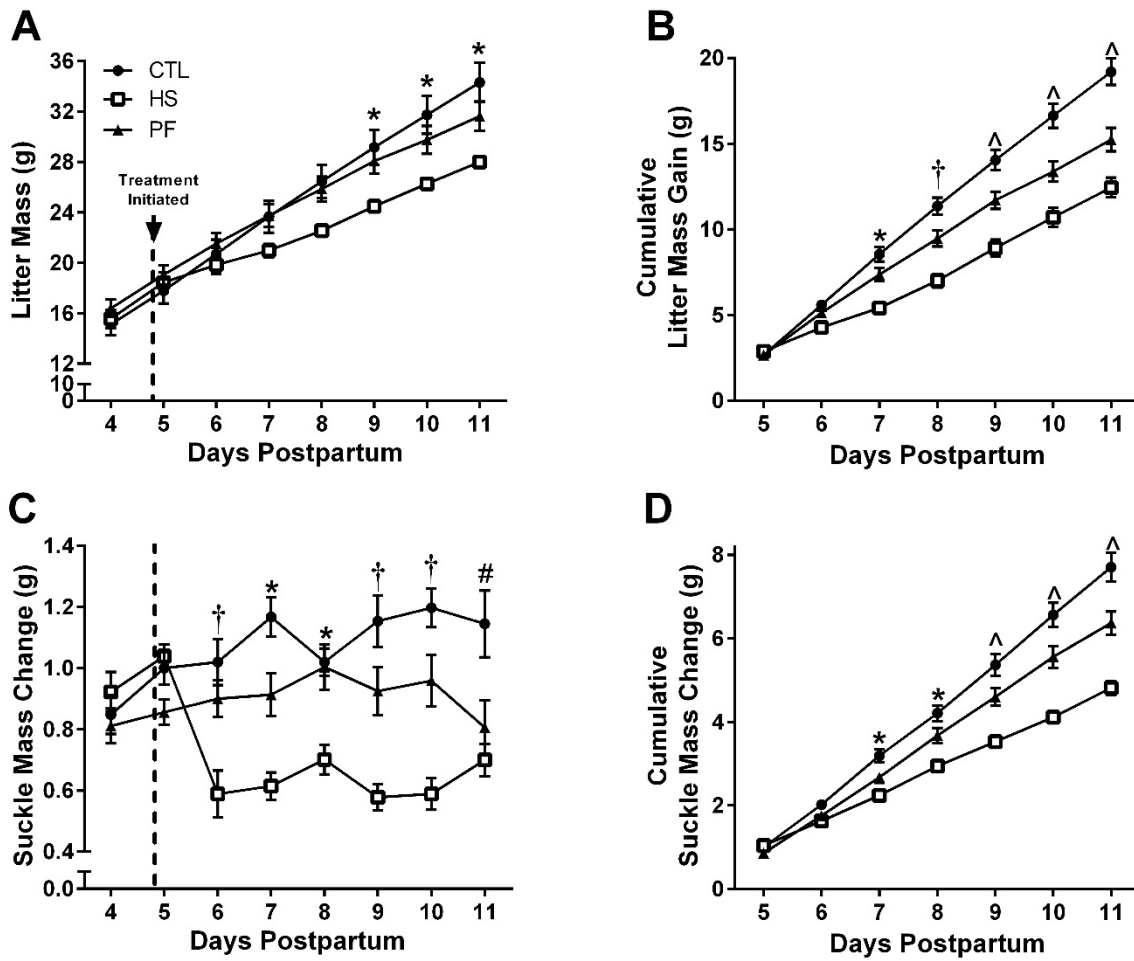 A
Litter Mass (g)
36
32
28
24
20
16
12
10
0
CTL
HS
PF
Treatment
Initiated
* * *
4 5 6 7 8 9 10 11
Days Postpartum
B
Cumulative
Litter Mass Gain (g)
20
15
10
5
0
* † ^ ^ ^
5 6 7 8 9 10 11
Days Postpartum
C
Suckle Mass Change (g)
1.4
1.2
1.0
0.8
0.6
0.4
0.0
† * * † † #
4 5 6 7 8 9 10 11
Days Postpartum
D
Cumulative
Suckle Mass Change (g)
8
6
4
2
0
* * ^ ^ ^
5 6 7 8 9 10 11
Days Postpartum